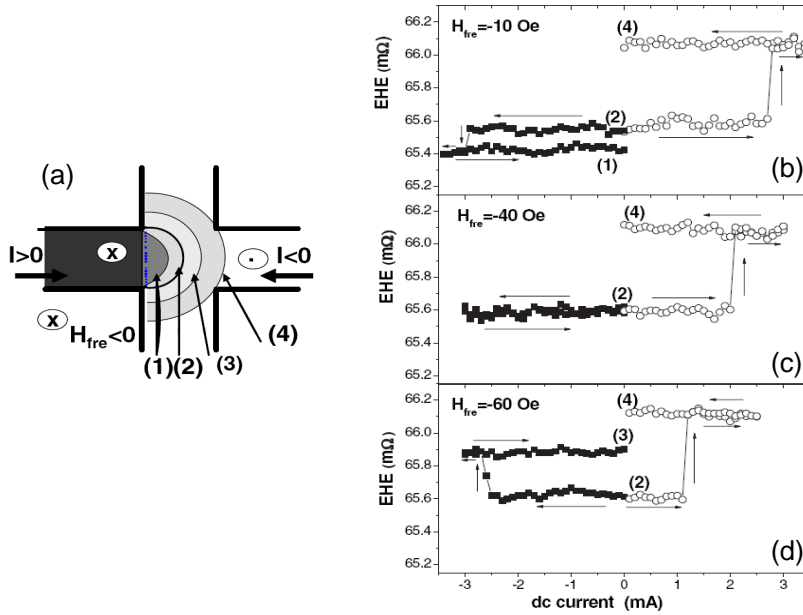 (a)
I>0
x
.
I<0
x
H_fre<0
(1)(2)
(3)
(4)
H_fre=-10 Oe
(4)
(2)
(1)
(b)
EHE (mΩ)
66.2
66.0
65.8
65.6
65.4
65.2
H_fre=-40 Oe
(4)
(2)
(c)
EHE (mΩ)
66.2
66.0
65.8
65.6
65.4
65.2
H_fre=-60 Oe
(4)
(3)
(2)
(d)
EHE (mΩ)
66.2
66.0
65.8
65.6
65.4
65.2
-3 -2 -1 0 1 2 3
dc current (mA)